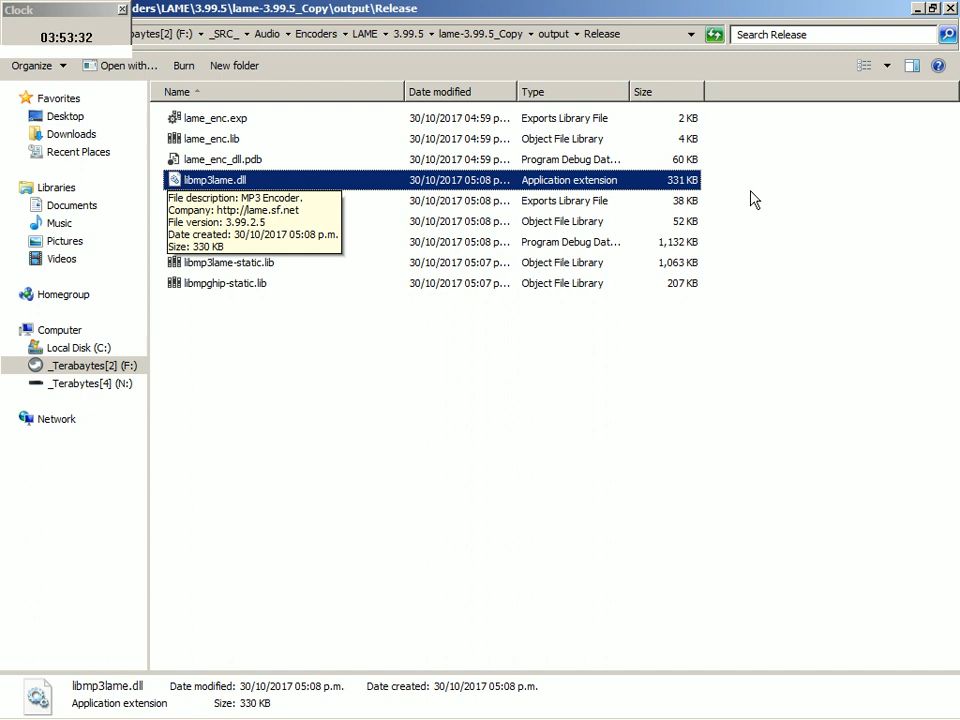 Clock
ders\LAME\3.99.5\lame-3.99.5_Copy\output\Release
03:53:32
baytes[2] (F:) _SRC_ Audio Encoders LAME 3.99.5 lame-3.99.5_Copy output Release
Search Release
Organize Open with... Burn New folder
Name Date modified Type Size
Favorites
Desktop
Downloads
Recent Places
Libraries
Documents
Music
Pictures
Videos
Homegroup
Computer
Local Disk (C:)
_Terabaytes[2] (F:)
_Terabytes[4] (N:)
Network
lame_enc.exp 30/10/2017 04:59 p... Exports Library File 2 KB
lame_enc.lib 30/10/2017 04:59 p... Object File Library 4 KB
lame_enc_dll.pdb 30/10/2017 04:59 p... Program Debug Dat... 60 KB
libmp3lame.dll 30/10/2017 05:08 p... Application extension 331 KB
30/10/2017 05:08 p... Exports Library File 38 KB
30/10/2017 05:08 p... Object File Library 52 KB
30/10/2017 05:08 p... Program Debug Dat... 1,132 KB
libmp3lame-static.lib 30/10/2017 05:07 p... Object File Library 1,063 KB
libmpghip-static.lib 30/10/2017 05:07 p... Object File Library 207 KB
File description: MP3 Encoder.
Company: http://lame.sf.net
File version: 3.99.2.5
Date created: 30/10/2017 05:08 p.m.
Size: 330 KB
libmp3lame.dll Date modified: 30/10/2017 05:08 p.m. Date created: 30/10/2017 05:08 p.m.
Application extension Size: 330 KB